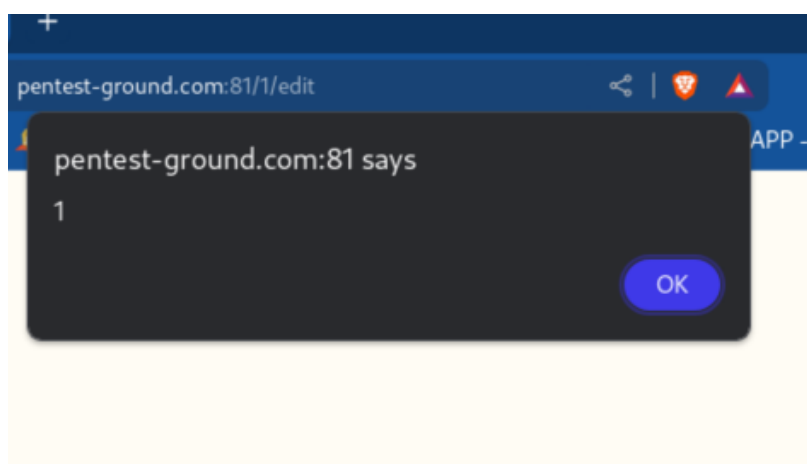 +
pentest-ground.com:81/1/edit
APP -
pentest-ground.com:81 says
1
OK